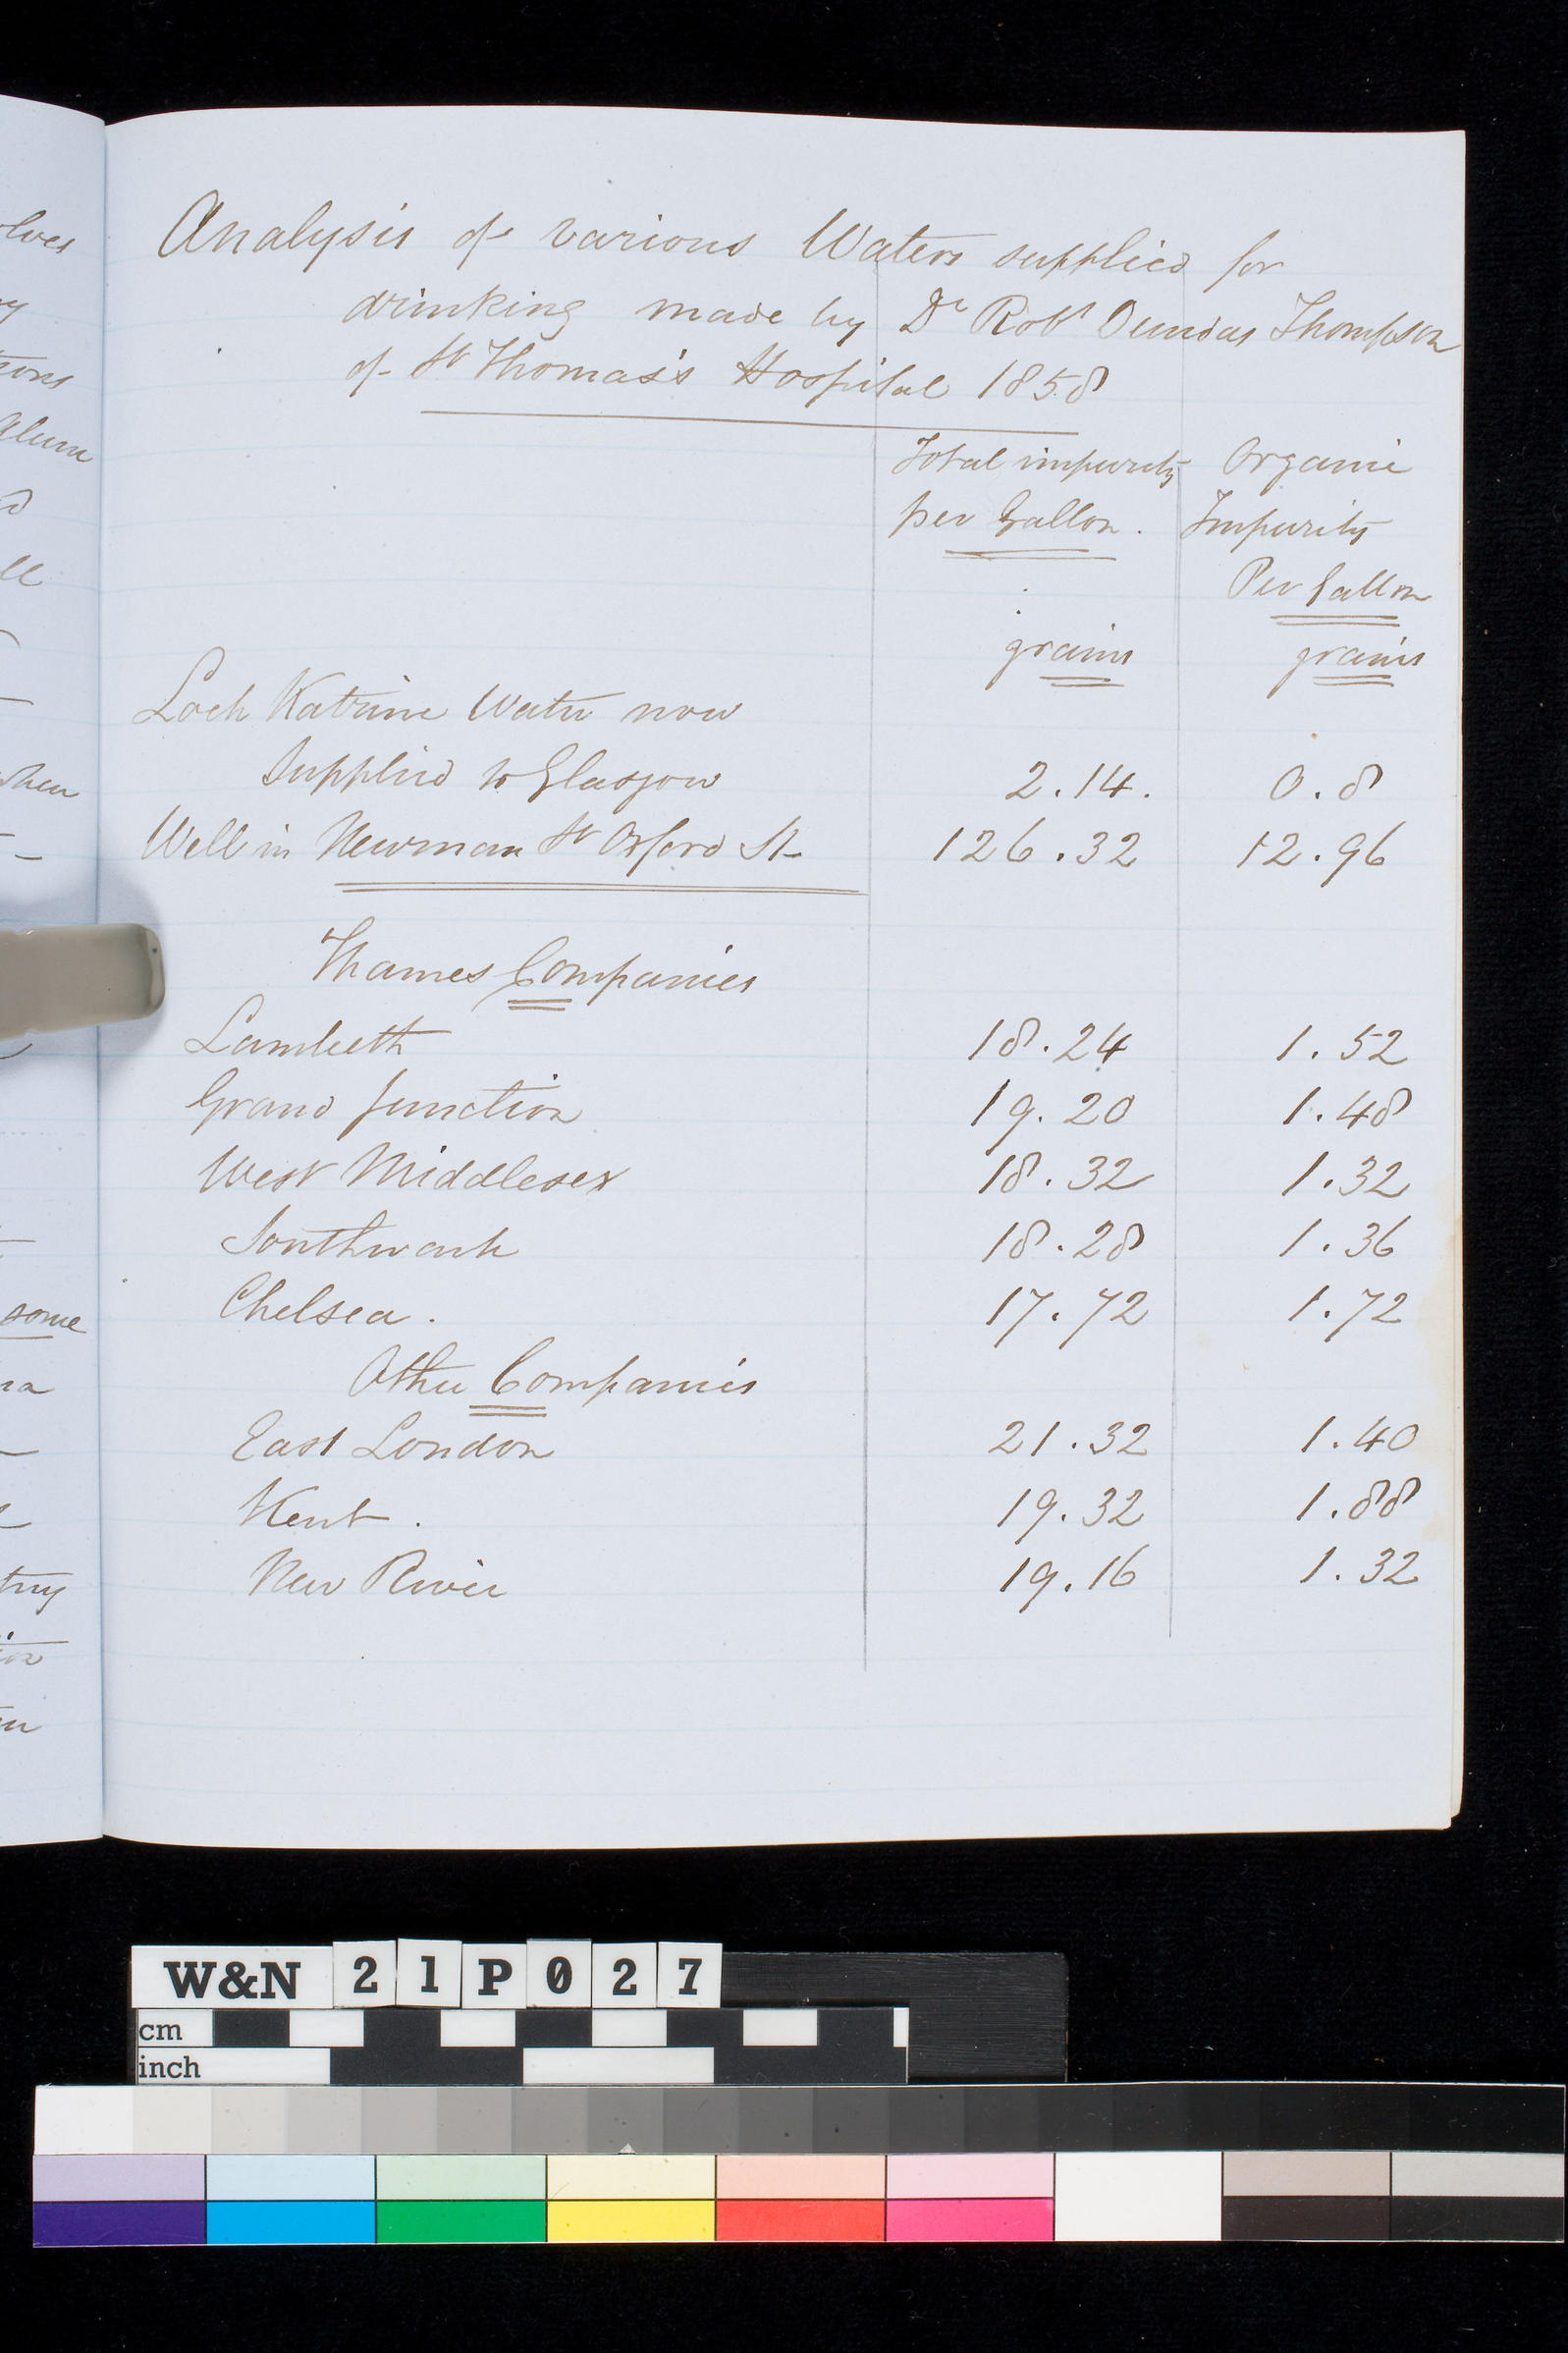 Analysis of various Waters supplied for
drinking made by Dr Robt Dundas Thompson
of St Thomas's Hospital 1858
Total impurity Organic
per Gallon. Impurity
Per Gallon
grains grains
Loch Katrine Water now
Supplied to Glasgow 2.14. 0.8
Well in Newman St Oxford St 126.32 12.96
Thames Companies
Lambeth 18.24 1.52
Grand Junction 19.20 1.48
West Middlesex 18.32 1.32
Southwark 18.28 1.36
Chelsea. 17.72 1.72
Other Companies
East London 21.32 1.40
Kent. 19.32 1.88
New River 19.16 1.32
some
W&N 21P027
cm
inch